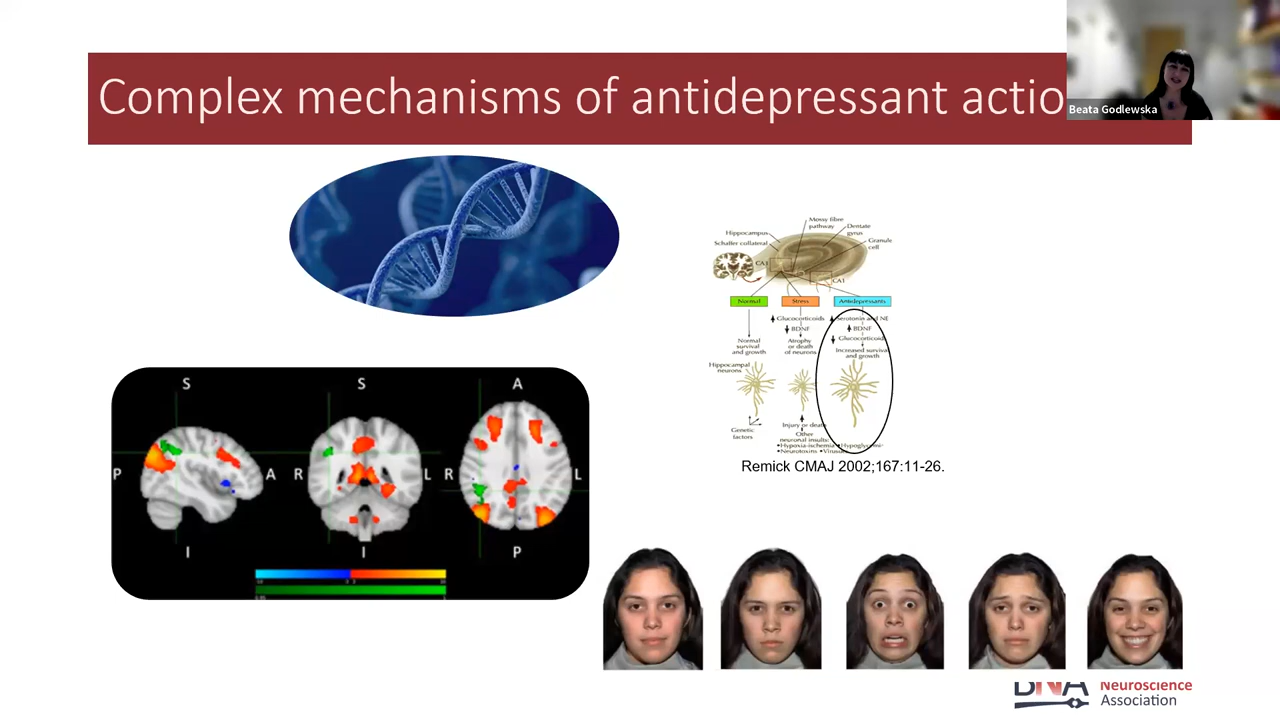 Complex mechanisms of antidepressant actio
Beata Godlewska
Mossy fibre
pathway
Dentate
gyrus
Hippocampus
Granule
cell
Schaffer collateral
CA3
CA1
Normal
Stress
Antidepressants
Glucocorticoids
BDNF
Serotonin and NE
BDNF
Glucocorticoids
Normal
survival
and growth
Atrophy
or death
of neurons
Increased survival
and growth
Hippocampal
neurons
Genetic
factors
Injury or death
Other
neuronal insults:
•Hypoxia-ischemia •Hypoglycemia
•Neurotoxins •Viruses
Remick CMAJ 2002;167:11-26.
S S A
P A R L R L
I I P
BNA
Neuroscience
Association